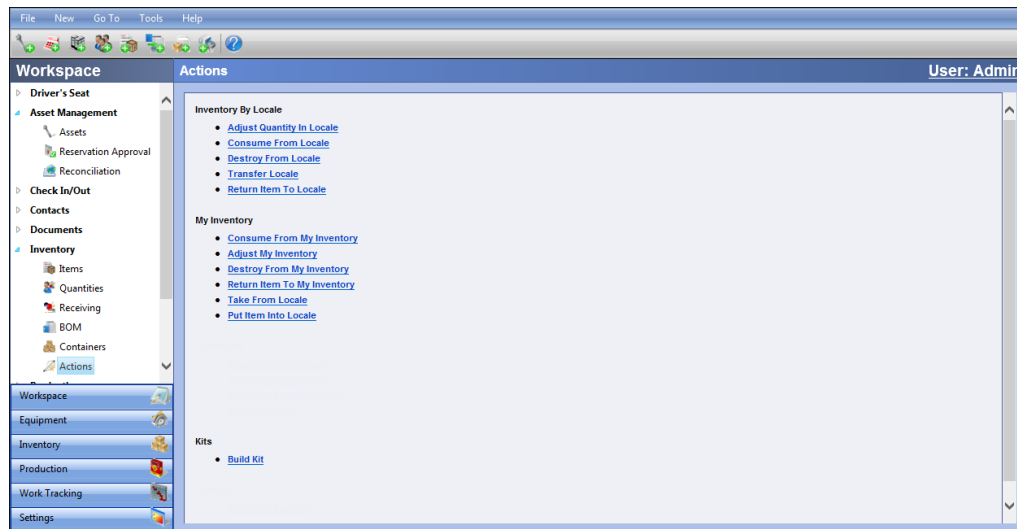 File New Go To Tools Help
Workspace
Actions
User: Admin
Driver's Seat
Asset Management
Assets
Reservation Approval
Reconciliation
Check In/Out
Contacts
Documents
Inventory
Items
Quantities
Receiving
BOM
Containers
Actions
Workspace
Equipment
Inventory
Production
Work Tracking
Settings
Inventory By Locale
Adjust Quantity In Locale
Consume From Locale
Destroy From Locale
Transfer Locale
Return Item To Locale
My Inventory
Consume From My Inventory
Adjust My Inventory
Destroy From My Inventory
Return Item To My Inventory
Take From Locale
Put Item Into Locale
Kits
Build Kit